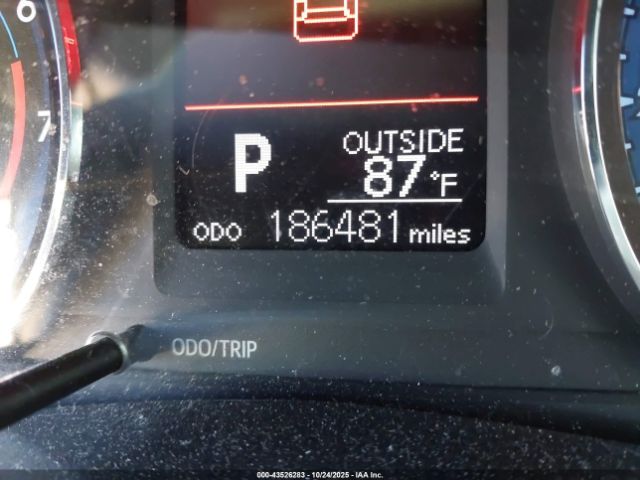 6
7
P
OUTSIDE
87°F
ODO 186481 miles
ODO/TRIP
000-43526283 - 10/24/2025 - IAA Inc.